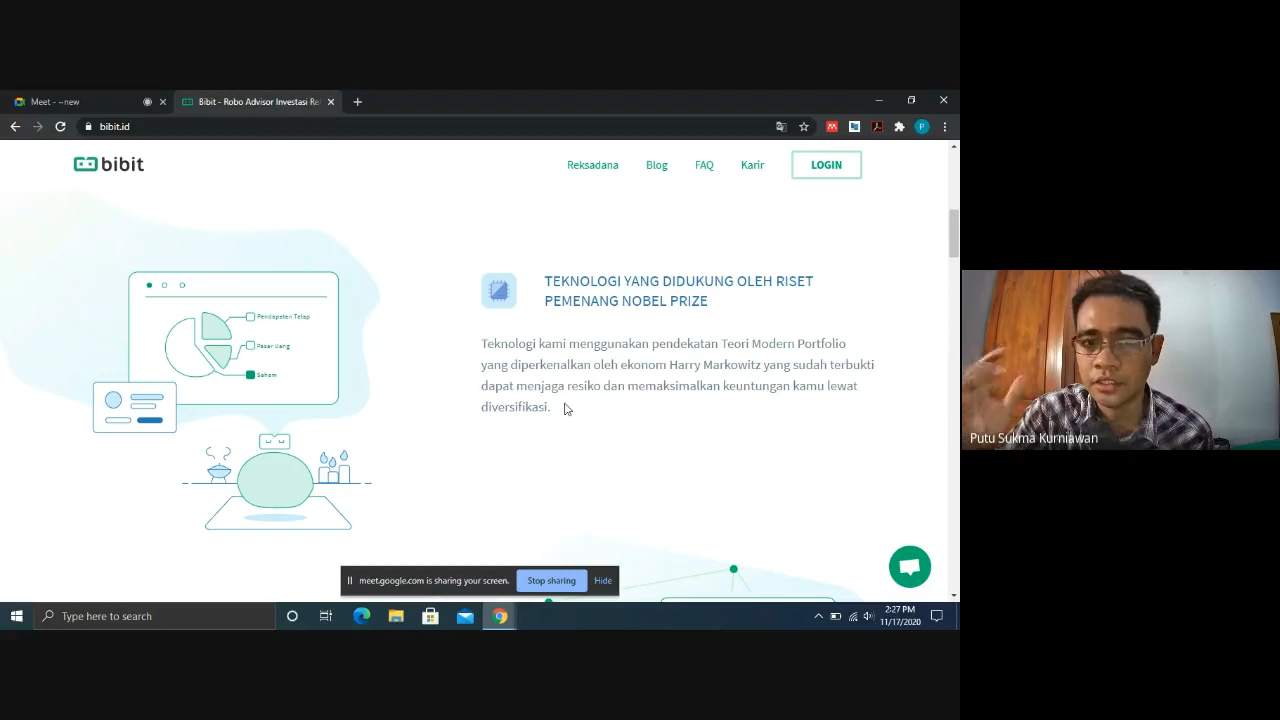 Meet - ~new
Bibit - Robo Advisor Investasi Re
bibit.id
P
bibit
Reksadana
Blog
FAQ
Karir
LOGIN
Pendapatan Tetap
Pasar Uang
Saham
TEKNOLOGI YANG DIDUKUNG OLEH RISET
PEMENANG NOBEL PRIZE
Teknologi kami menggunakan pendekatan Teori Modern Portfolio
yang diperkenalkan oleh ekonom Harry Markowitz yang sudah terbukti
dapat menjaga resiko dan memaksimalkan keuntungan kamu lewat
diversifikasi.
Putu Sukma Kurniawan
meet.google.com is sharing your screen.
Stop sharing
Hide
Type here to search
2:27 PM
11/17/2020